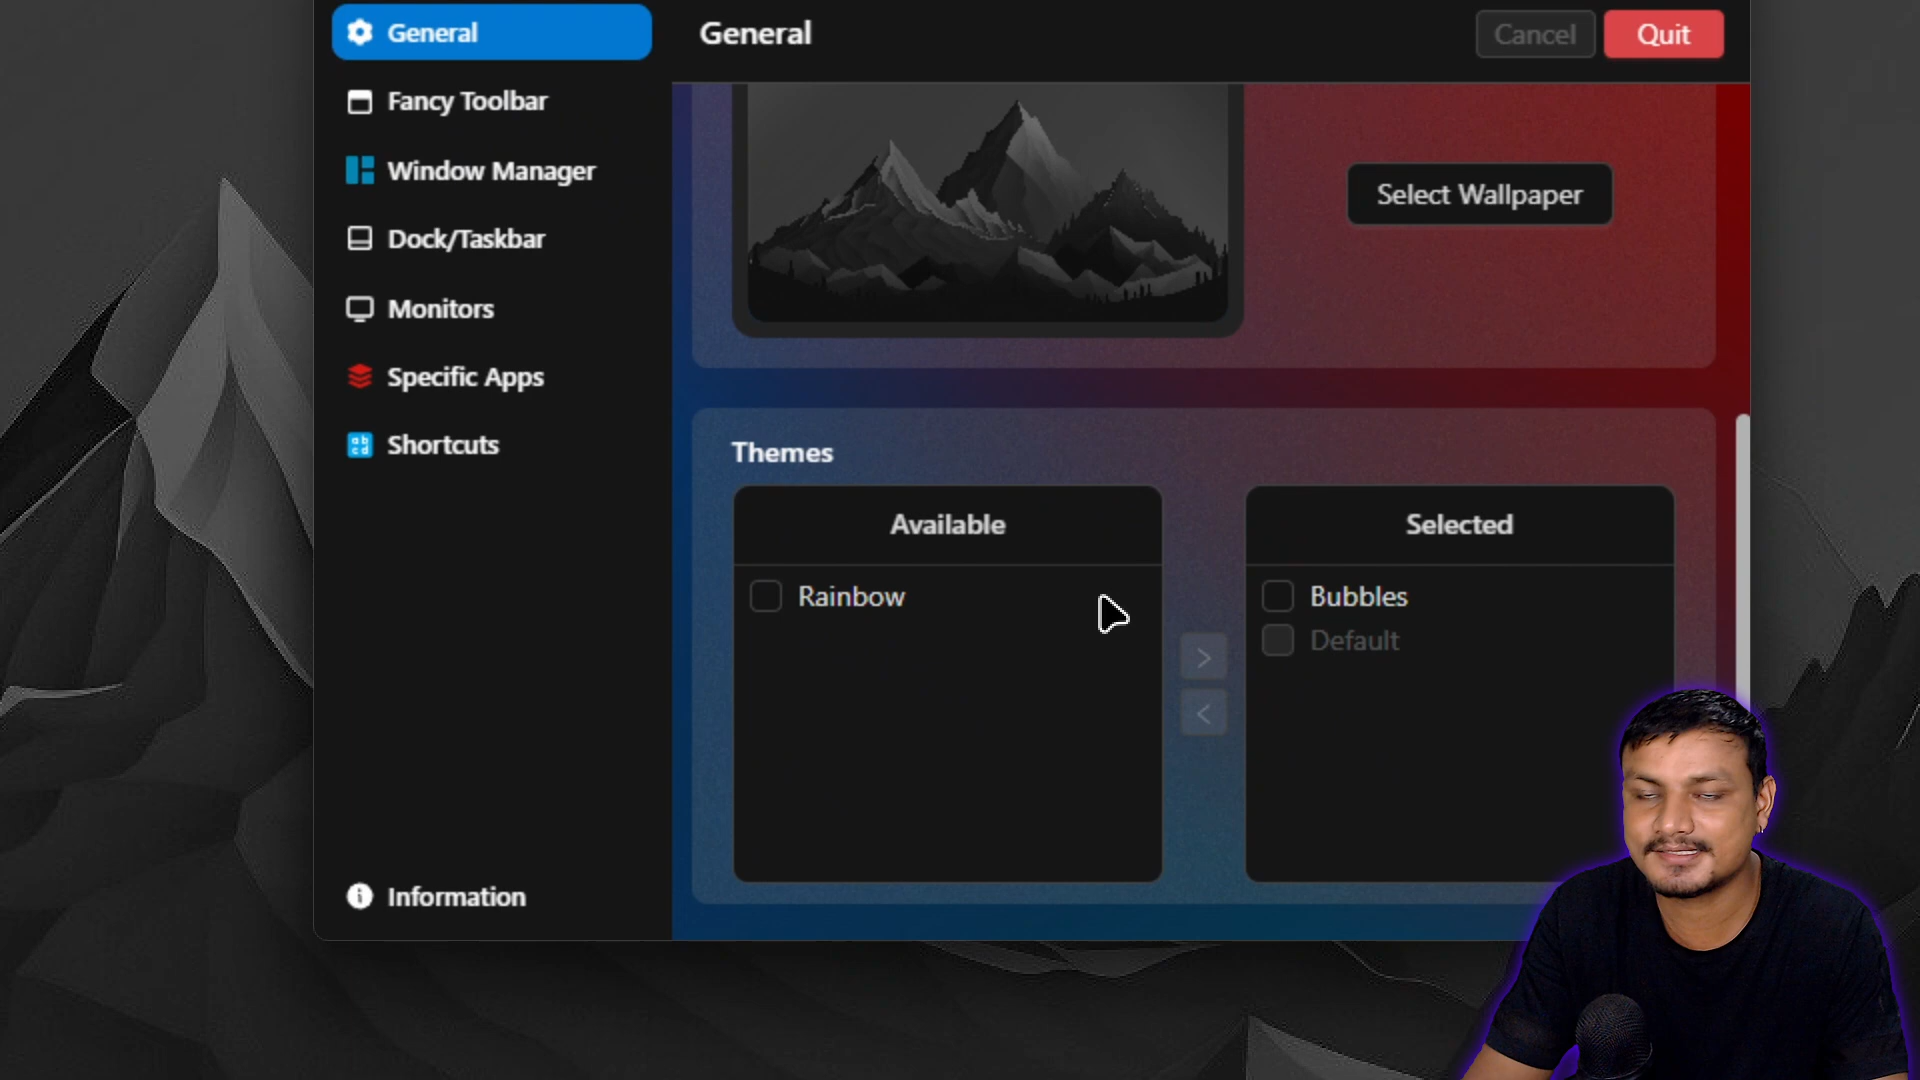 General
Fancy Toolbar
Window Manager
Dock/Taskbar
Monitors
Specific Apps
Shortcuts
Information
General
Cancel
Quit
Select Wallpaper
Themes
Available
Rainbow
>
<
Selected
Bubbles
Default